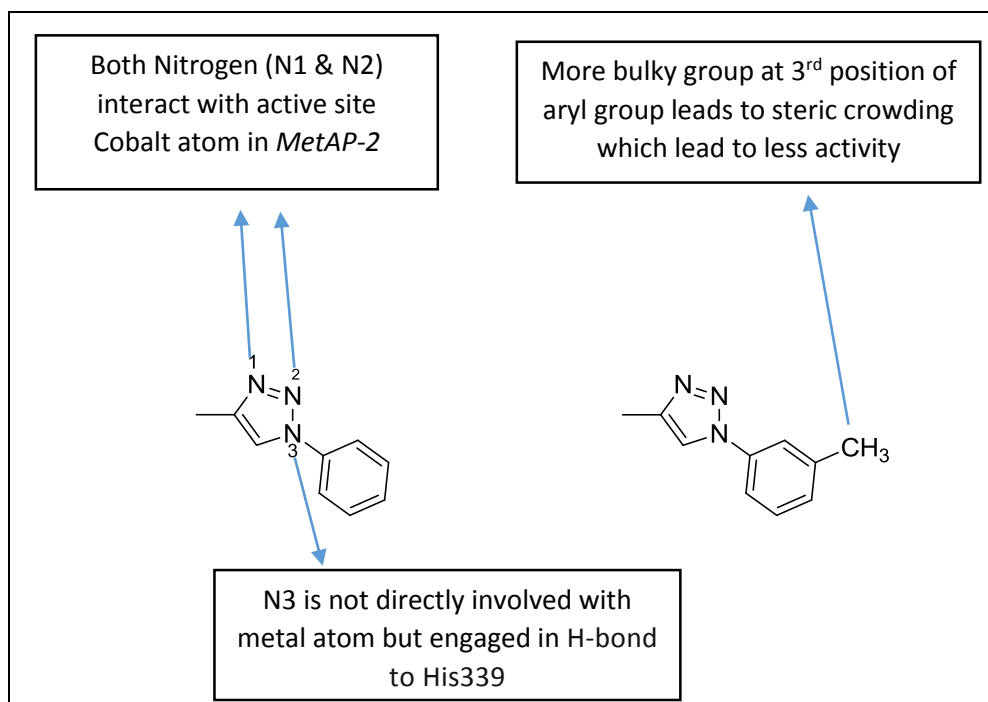 Both Nitrogen (N1 & N2)
interact with active site
Cobalt atom in MetAP-2
More bulky group at 3rd position of
aryl group leads to steric crowding
which lead to less activity
1
N
2
N
N
3
N
N
N
CH3
N3 is not directly involved with
metal atom but engaged in H-bond
to His339